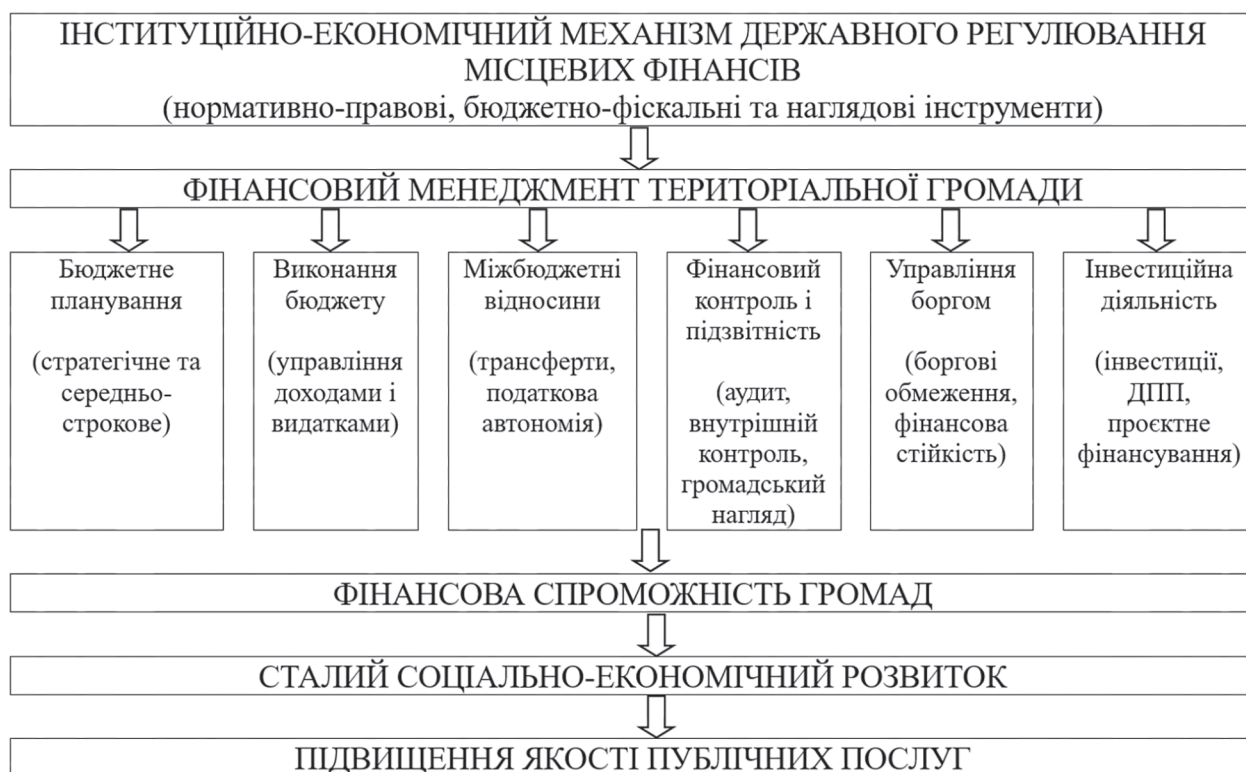 ІНСТИТУЦІЙНО-ЕКОНОМІЧНИЙ МЕХАНІЗМ ДЕРЖАВНОГО РЕГУЛЮВАННЯ
МІСЦЕВИХ ФІНАНСІВ
(нормативно-правові, бюджетно-фіскальні та наглядові інструменти)
ФІНАНСОВИЙ МЕНЕДЖМЕНТ ТЕРИТОРІАЛЬНОЇ ГРОМАДИ
Бюджетне
планування
(стратегічне та
середньо-
строкове)
Виконання
бюджету
(управління
доходами і
видатками)
Міжбюджетні
відносини
(трансферти,
податкова
автономія)
Фінансовий
контроль і
підзвітність
(аудит,
внутрішній
контроль,
громадський
нагляд)
Управління
боргом
(боргові
обмеження,
фінансова
стійкість)
Інвестиційна
діяльність
(інвестиції,
ДПП,
проєктне
фінансування)
ФІНАНСОВА СПРОМОЖНІСТЬ ГРОМАД
СТАЛИЙ СОЦІАЛЬНО-ЕКОНОМІЧНИЙ РОЗВИТОК
ПІДВИЩЕННЯ ЯКОСТІ ПУБЛІЧНИХ ПОСЛУГ